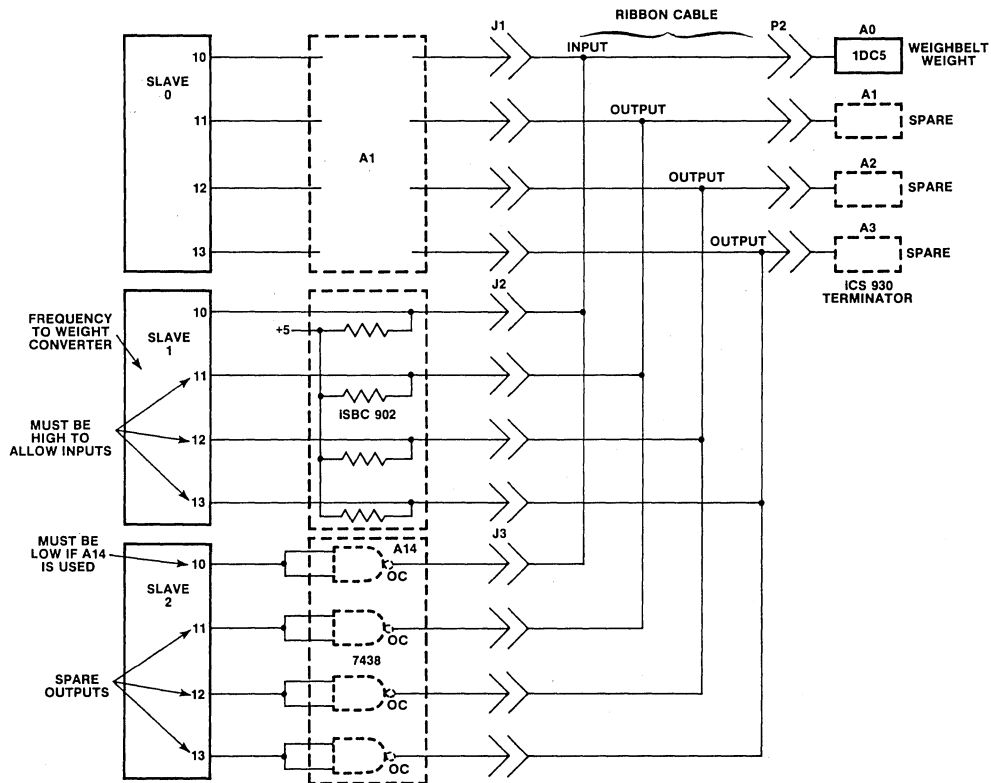 RIBBON CABLE
J1
P2
A0
INPUT
1DC5
WEIGHBELT
WEIGHT
SLAVE
0
10
11
12
13
A1
OUTPUT
A1
SPARE
OUTPUT
A2
SPARE
OUTPUT
A3
SPARE
iCS 930
TERMINATOR
J2
FREQUENCY
TO WEIGHT
CONVERTER
SLAVE
1
10
+5
11
iSBC 902
MUST BE
HIGH TO
ALLOW INPUTS
12
13
MUST BE
LOW IF A14
IS USED
J3
A14
10
OC
SLAVE
2
11
OC
7438
SPARE
OUTPUTS
12
OC
13
OC